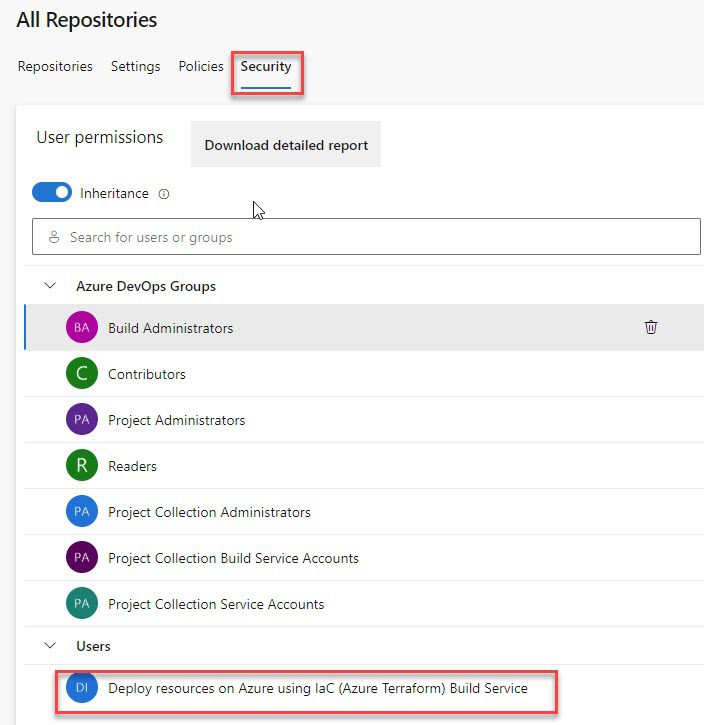 All Repositories
Repositories Settings Policies Security
User permissions Download detailed report
Inheritance
Search for users or groups
Azure DevOps Groups
BA Build Administrators
C Contributors
PA Project Administrators
R Readers
PA Project Collection Administrators
PA Project Collection Build Service Accounts
PA Project Collection Service Accounts
Users
DI Deploy resources on Azure using IaC (Azure Terraform) Build Service